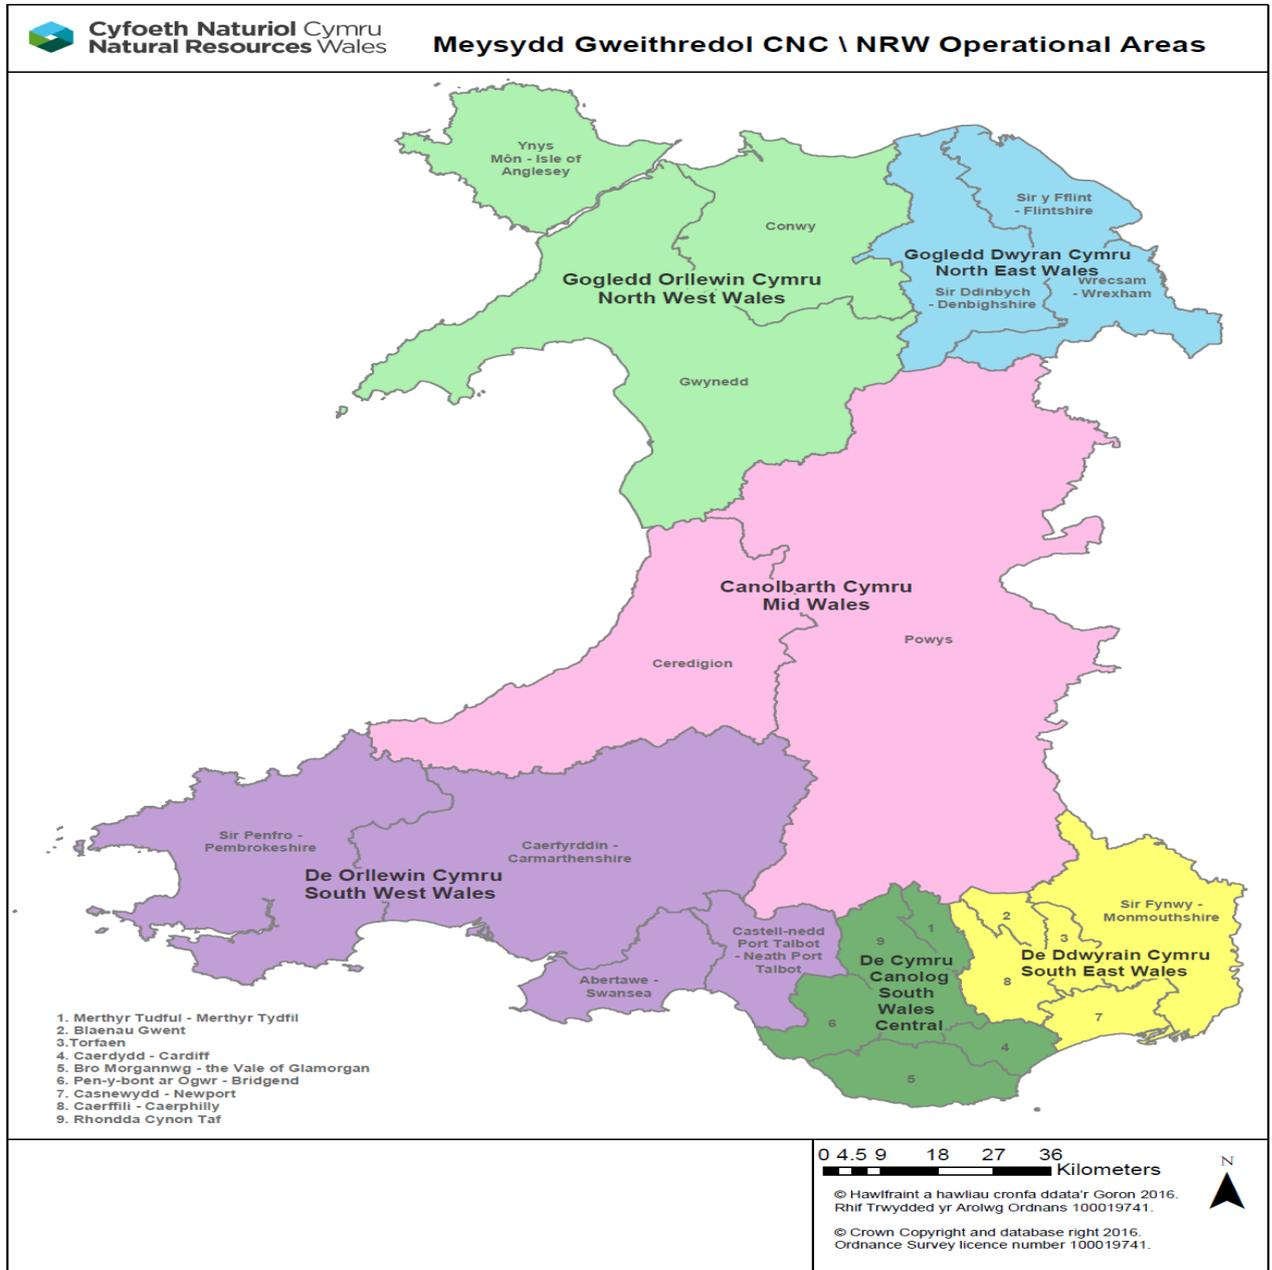 Cyfoeth Naturiol Cymru
Natural Resources Wales
Meysydd Gweithredol CNC \ NRW Operational Areas
Ynys
Môn - Isle of
Anglesey
Conwy
Sir y Fflint
- Flintshire
Gogledd Dwyran Cymru
North East Wales
Wrecsam
- Wrexham
Sir Ddinbych
- Denbighshire
Gogledd Orllewin Cymru
North West Wales
Gwynedd
Canolbarth Cymru
Mid Wales
Powys
Ceredigion
Sir Penfro -
Pembrokeshire
Caerfyrddin -
Carmarthenshire
De Orllewin Cymru
South West Wales
Abertawe -
Swansea
Castell-nedd
Port Talbot
- Neath Port
Talbot
9
1
De Cymru
Canolog
South
Wales
Central
6
4
5
2
3
Sir Fynwy -
Monmouthshire
De Ddwyrain Cymru
South East Wales
8
7
1. Merthyr Tudful - Merthyr Tydfil
2. Blaenau Gwent
3.Torfaen
4. Caerdydd - Cardiff
5. Bro Morgannwg - the Vale of Glamorgan
6. Pen-y-bont ar Ogwr - Bridgend
7. Casnewydd - Newport
8. Caerffili - Caerphilly
9. Rhondda Cynon Taf
0 4.5 9 18 27 36
Kilometers
N
© Hawlfraint a hawliau cronfa ddata'r Goron 2016.
Rhif Trwydded yr Arolwg Ordnans 100019741.
© Crown Copyright and database right 2016.
Ordnance Survey licence number 100019741.